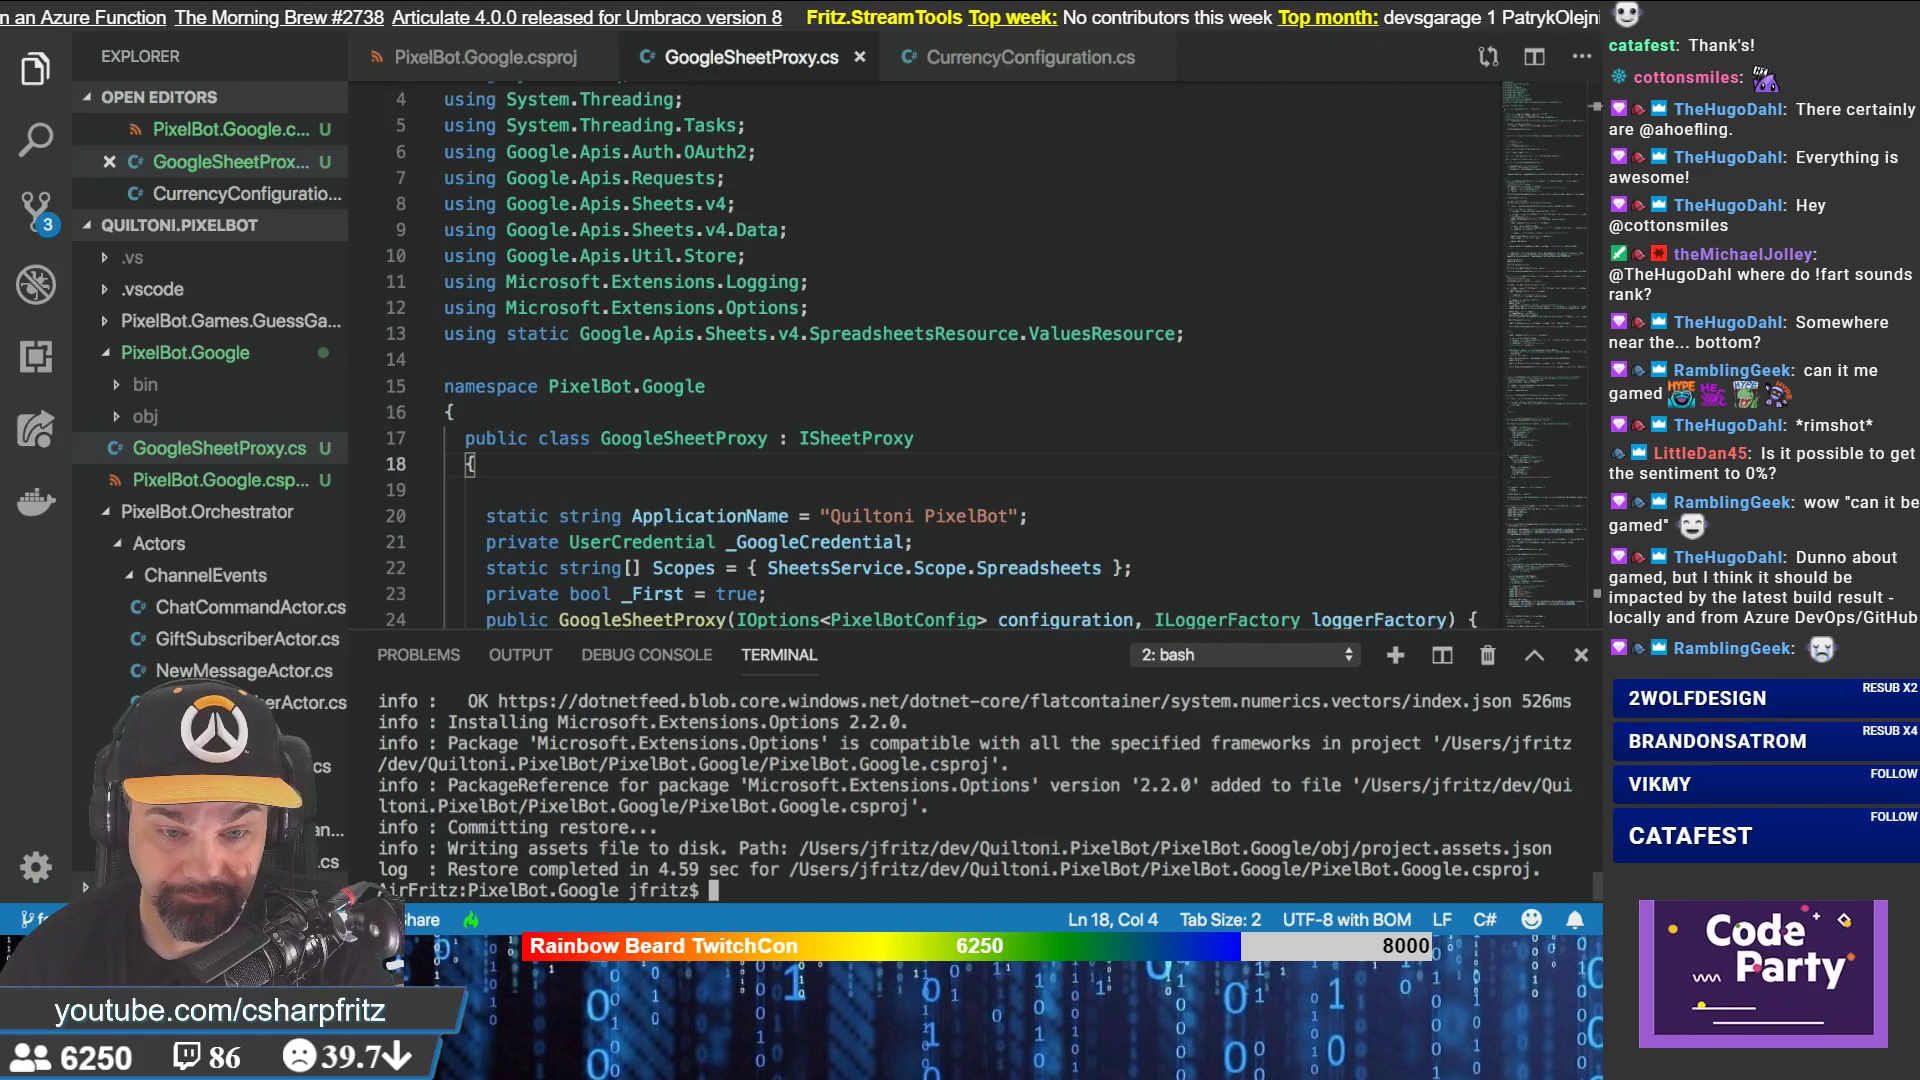 n an Azure Function The Morning Brew #2738 Articulate 4.0.0 released for Umbraco version 8 Fritz.StreamTools Top week: No contributors this week Top month: devsgarage 1 PatrykOlejni
EXPLORER
OPEN EDITORS
PixelBot.Google.c... U
GoogleSheetProx... U
CurrencyConfiguratio...
QUILTONI.PIXELBOT
.vs
.vscode
PixelBot.Games.GuessGa...
PixelBot.Google
bin
obj
GoogleSheetProxy.cs U
PixelBot.Google.csp... U
PixelBot.Orchestrator
Actors
ChannelEvents
ChatCommandActor.cs
GiftSubscriberActor.cs
NewMessageActor.cs
erActor.cs
cs
an...
.cs
3
PixelBot.Google.csproj
GoogleSheetProxy.cs
CurrencyConfiguration.cs
4 using System.Threading;
5 using System.Threading.Tasks;
6 using Google.Apis.Auth.OAuth2;
7 using Google.Apis.Requests;
8 using Google.Apis.Sheets.v4;
9 using Google.Apis.Sheets.v4.Data;
10 using Google.Apis.Util.Store;
11 using Microsoft.Extensions.Logging;
12 using Microsoft.Extensions.Options;
13 using static Google.Apis.Sheets.v4.SpreadsheetsResource.ValuesResource;
14
15 namespace PixelBot.Google
16 {
17 public class GoogleSheetProxy : ISheetProxy
18 {
19
20 static string ApplicationName = "Quiltoni PixelBot";
21 private UserCredential _GoogleCredential;
22 static string[] Scopes = { SheetsService.Scope.Spreadsheets };
23 private bool _First = true;
24 public GoogleSheetProxy(IOptions<PixelBotConfig> configuration, ILoggerFactory loggerFactory) {
PROBLEMS OUTPUT DEBUG CONSOLE TERMINAL 2: bash
info : OK https://dotnetfeed.blob.core.windows.net/dotnet-core/flatcontainer/system.numerics.vectors/index.json 526ms
info : Installing Microsoft.Extensions.Options 2.2.0.
info : Package 'Microsoft.Extensions.Options' is compatible with all the specified frameworks in project '/Users/jfritz
/dev/Quiltoni.PixelBot/PixelBot.Google/PixelBot.Google.csproj'.
info : PackageReference for package 'Microsoft.Extensions.Options' version '2.2.0' added to file '/Users/jfritz/dev/Qui
ltoni.PixelBot/PixelBot.Google/PixelBot.Google.csproj'.
info : Committing restore...
info : Writing assets file to disk. Path: /Users/jfritz/dev/Quiltoni.PixelBot/PixelBot.Google/obj/project.assets.json
log : Restore completed in 4.59 sec for /Users/jfritz/dev/Quiltoni.PixelBot/PixelBot.Google/PixelBot.Google.csproj.
AirFritz:PixelBot.Google jfritz$
hare Ln 18, Col 4 Tab Size: 2 UTF-8 with BOM LF C#
Rainbow Beard TwitchCon 6250 8000
youtube.com/csharpfritz
6250 86 39.7
catafest: Thank's!
cottonsmiles: HI
TheHugoDahl: There certainly
are @ahoefling.
TheHugoDahl: Everything is
awesome!
TheHugoDahl: Hey
@cottonsmiles
theMichaelJolley:
@TheHugoDahl where do !fart sounds
rank?
TheHugoDahl: Somewhere
near the... bottom?
RamblingGeek: can it me
gamed
TheHugoDahl: *rimshot*
LittleDan45: Is it possible to get
the sentiment to 0%?
RamblingGeek: wow "can it be
gamed"
TheHugoDahl: Dunno about
gamed, but I think it should be
impacted by the latest build result -
locally and from Azure DevOps/GitHub
RamblingGeek:
2WOLFDESIGN RESUB X2
BRANDONSATROM RESUB X4
VIKMY FOLLOW
CATAFEST FOLLOW
Code
Party